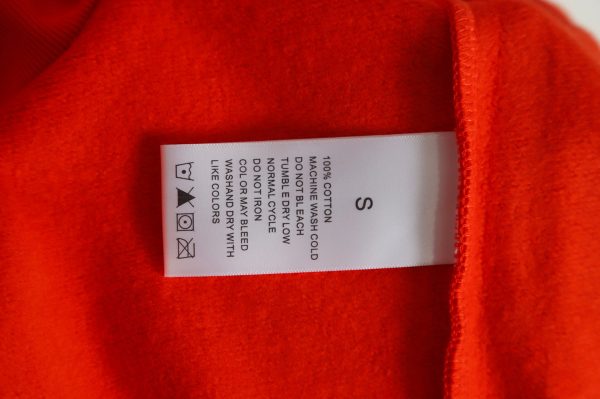 S
100% COTTON
MACHINE WASH COLD
DO NOT BLEACH
TUMBLE DRY LOW
NORMAL CYCLE
DO NOT IRON
COLOR MAY BLEED
WASHAND DRY WITH
LIKE COLORS